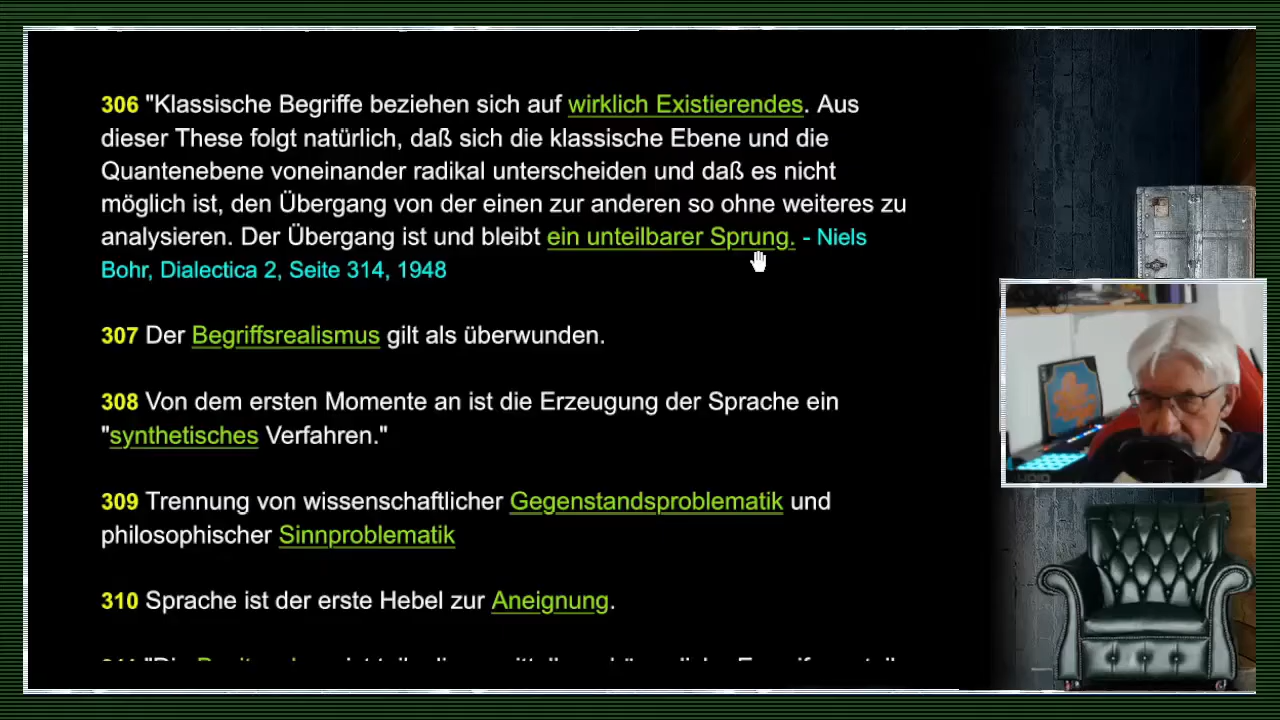 306 "Klassische Begriffe beziehen sich auf wirklich Existierendes. Aus
dieser These folgt natürlich, daß sich die klassische Ebene und die
Quantenebene voneinander radikal unterscheiden und daß es nicht
möglich ist, den Übergang von der einen zur anderen so ohne weiteres zu
analysieren. Der Übergang ist und bleibt ein unteilbarer Sprung. - Niels
Bohr, Dialectica 2, Seite 314, 1948
307 Der Begriffsrealismus gilt als überwunden.
308 Von dem ersten Momente an ist die Erzeugung der Sprache ein
"synthetisches Verfahren."
309 Trennung von wissenschaftlicher Gegenstandsproblematik und
philosophischer Sinnproblematik
310 Sprache ist der erste Hebel zur Aneignung.